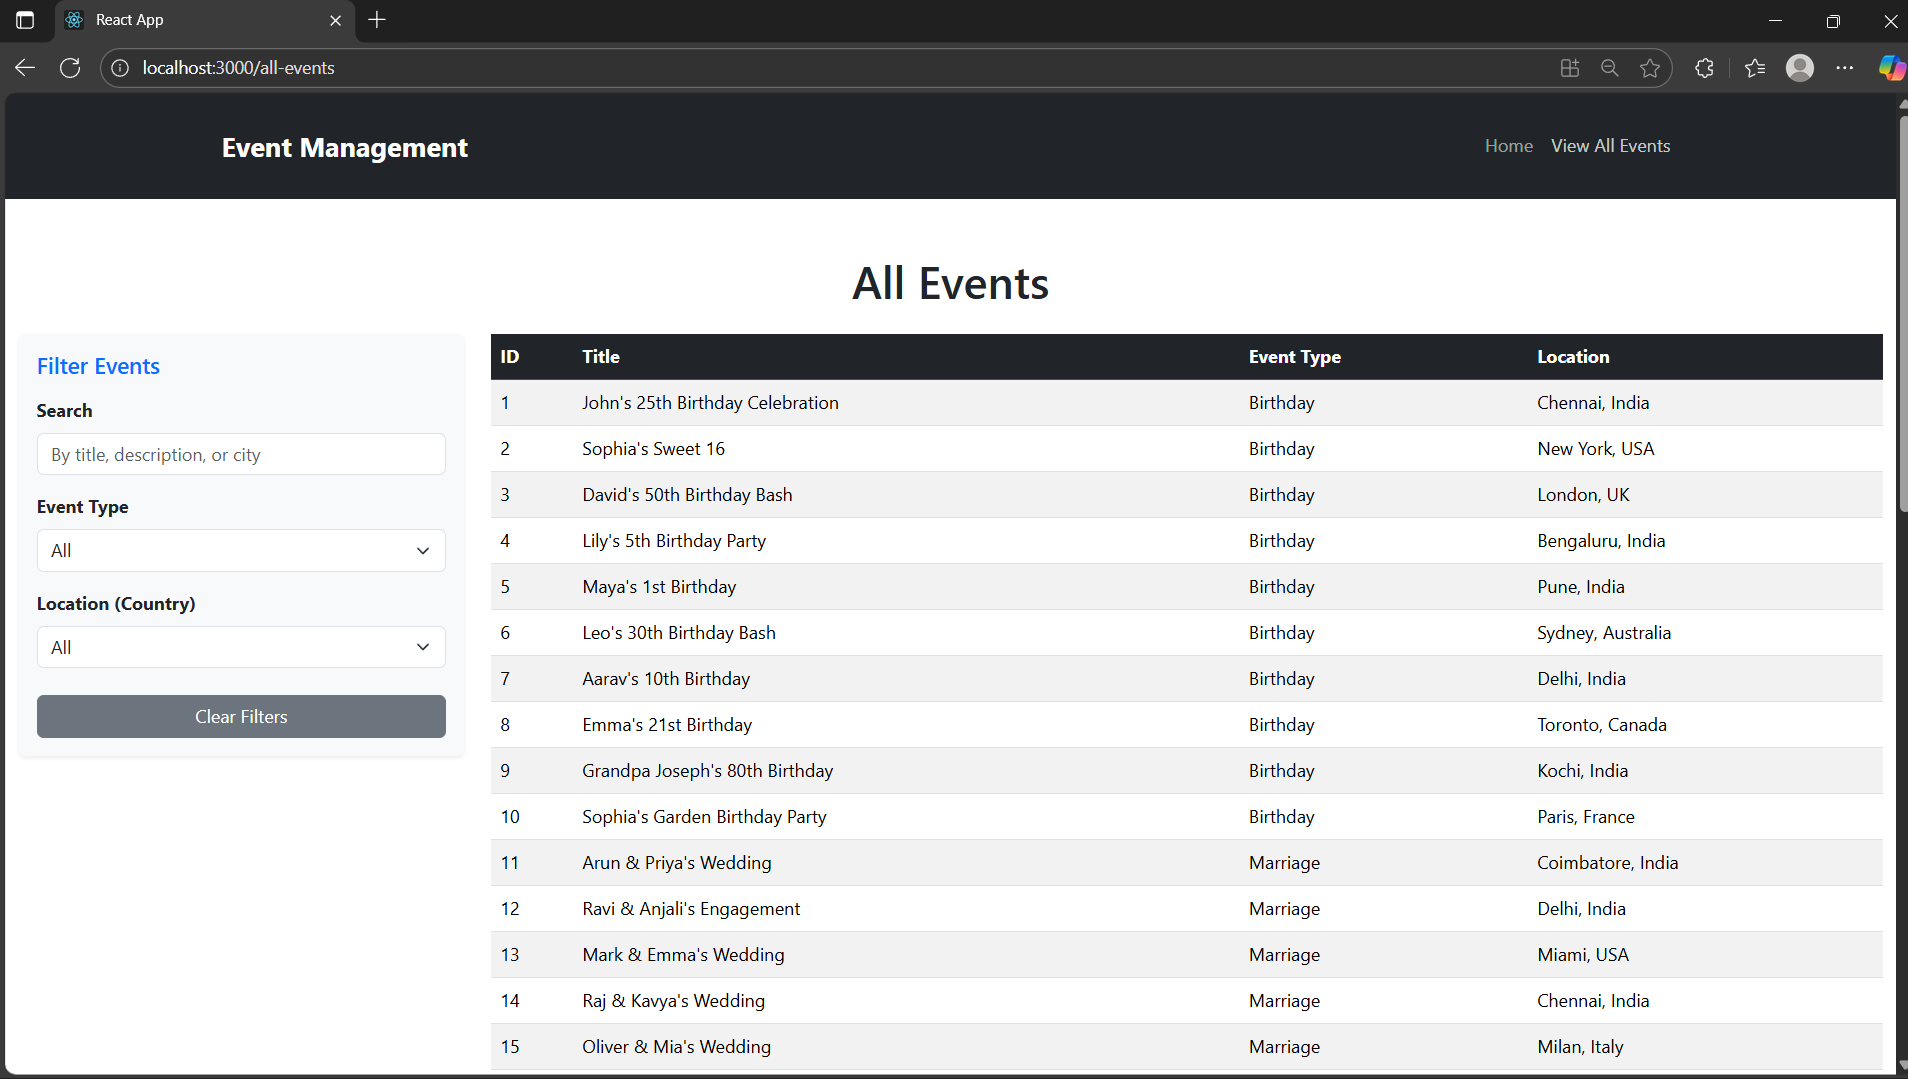 React App
localhost:3000/all-events
Event Management
Home View All Events
All Events
Filter Events
Search
By title, description, or city
Event Type
All
Location (Country)
All
Clear Filters
ID Title Event Type Location
1 John's 25th Birthday Celebration Birthday Chennai, India
2 Sophia's Sweet 16 Birthday New York, USA
3 David's 50th Birthday Bash Birthday London, UK
4 Lily's 5th Birthday Party Birthday Bengaluru, India
5 Maya's 1st Birthday Birthday Pune, India
6 Leo's 30th Birthday Bash Birthday Sydney, Australia
7 Aarav's 10th Birthday Birthday Delhi, India
8 Emma's 21st Birthday Birthday Toronto, Canada
9 Grandpa Joseph's 80th Birthday Birthday Kochi, India
10 Sophia's Garden Birthday Party Birthday Paris, France
11 Arun & Priya's Wedding Marriage Coimbatore, India
12 Ravi & Anjali's Engagement Marriage Delhi, India
13 Mark & Emma's Wedding Marriage Miami, USA
14 Raj & Kavya's Wedding Marriage Chennai, India
15 Oliver & Mia's Wedding Marriage Milan, Italy